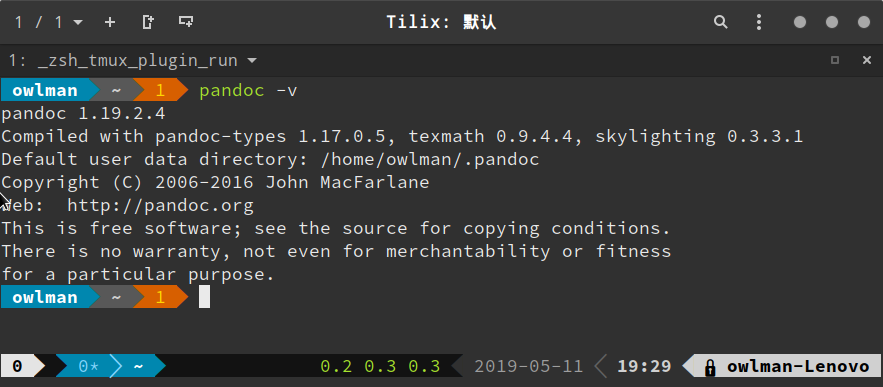 1 / 1 Tilix: 默认
1: _zsh_tmux_plugin_run
owlman ~ 1 pandoc -v
pandoc 1.19.2.4
Compiled with pandoc-types 1.17.0.5, texmath 0.9.4.4, skylighting 0.3.3.1
Default user data directory: /home/owlman/.pandoc
Copyright (C) 2006-2016 John MacFarlane
Web:  http://pandoc.org
This is free software; see the source for copying conditions.
There is no warranty, not even for merchantability or fitness
for a particular purpose.
owlman ~ 1
0 0* ~ 0.2 0.3 0.3 2019-05-11 19:29 owlman-Lenovo